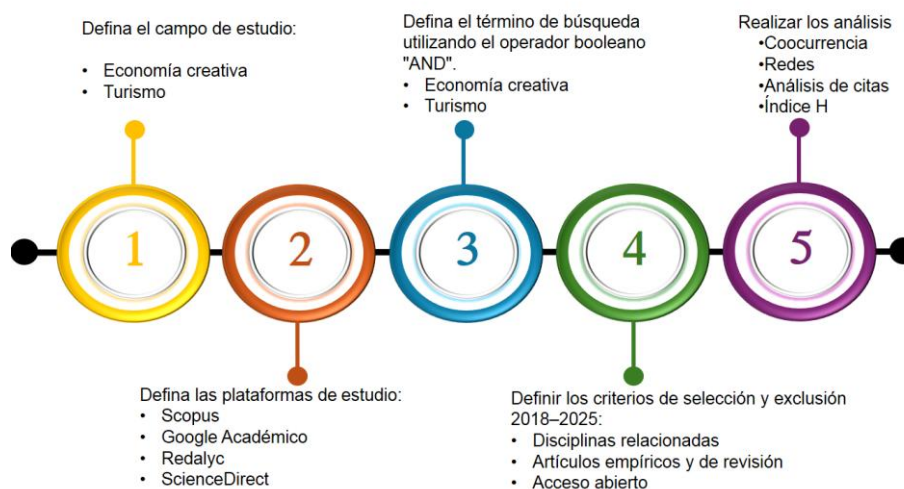 Defina el campo de estudio:
• Economía creativa
• Turismo
Defina el término de búsqueda
utilizando el operador booleano
"AND".
• Economía creativa
• Turismo
Realizar los análisis
•Coocurrencia
•Redes
•Análisis de citas
•Índice H
1
2
3
4
5
Defina las plataformas de estudio:
• Scopus
• Google Académico
• Redalyc
• ScienceDirect
Definir los criterios de selección y exclusión
2018–2025:
• Disciplinas relacionadas
• Artículos empíricos y de revisión
• Acceso abierto